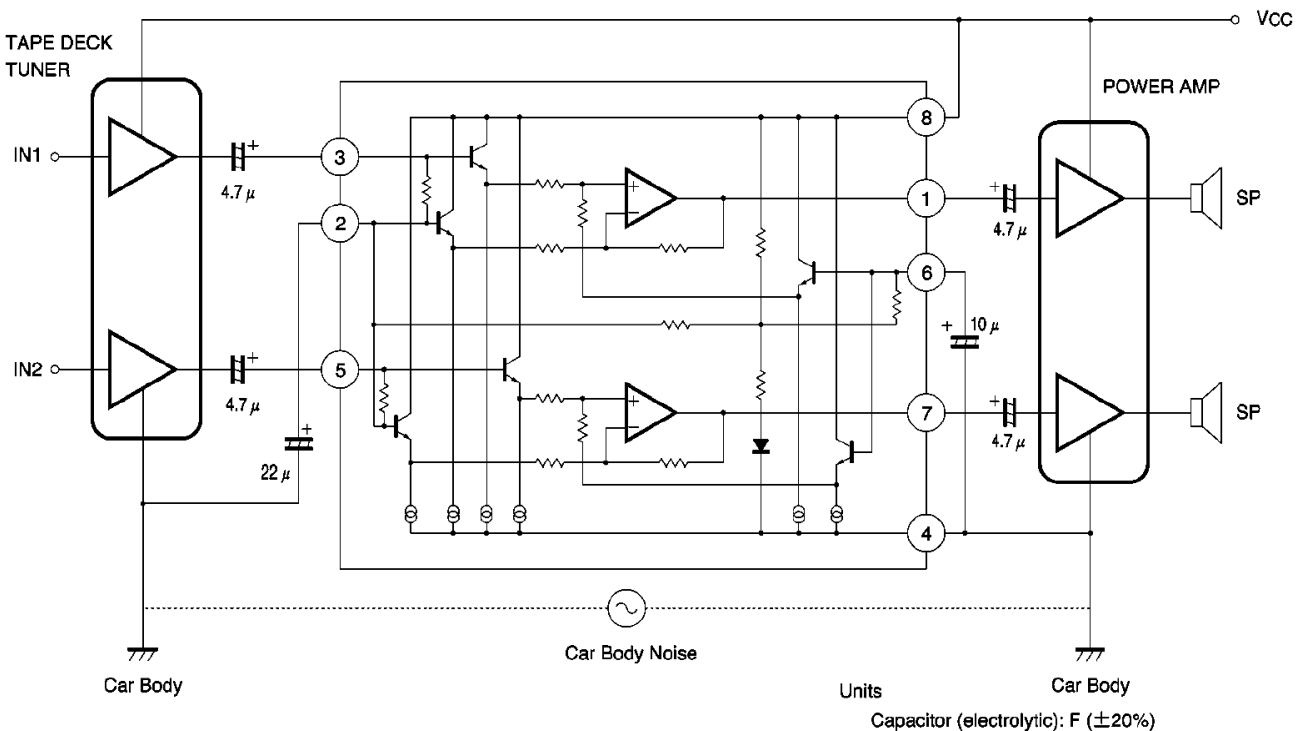 VCC
TAPE DECK
TUNER
POWER AMP
8
IN1
+
4.7 μ
3
+
−
1
+
4.7 μ
SP
2
6
+
10 μ
IN2
+
4.7 μ
5
+
−
7
+
4.7 μ
SP
+
22 μ
4
Car Body Noise
Car Body
Car Body
Units
Capacitor (electrolytic): F (±20%)